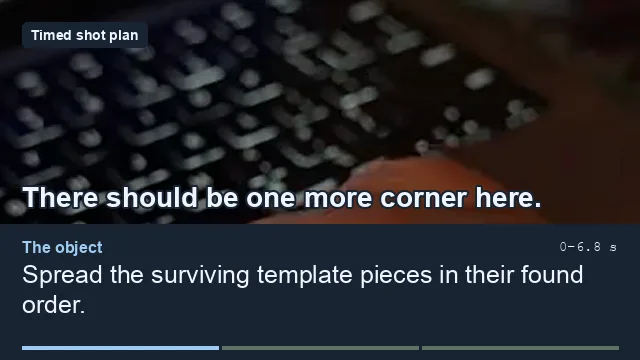 Timed shot plan
There should be one more corner here.
The object
0–6.8 s
Spread the surviving template pieces in their found
order.